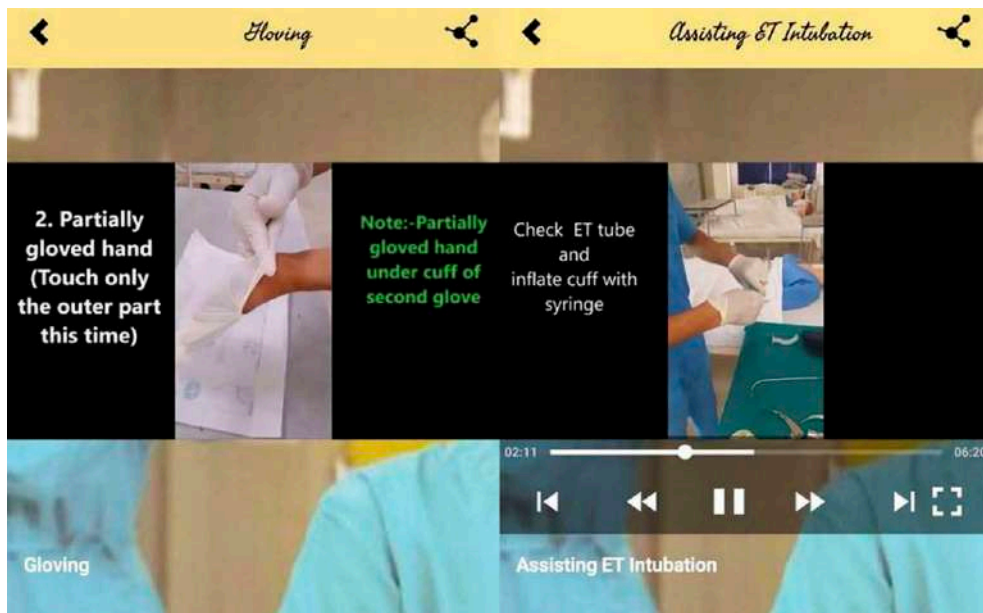 Gloving
2. Partially
gloved hand
(Touch only
the outer part
this time)
Note:-Partially
gloved hand
under cuff of
second glove
Gloving
Assisting ET Intubation
Check ET tube
and
inflate cuff with
syringe
02:11
06:20
Assisting ET Intubation